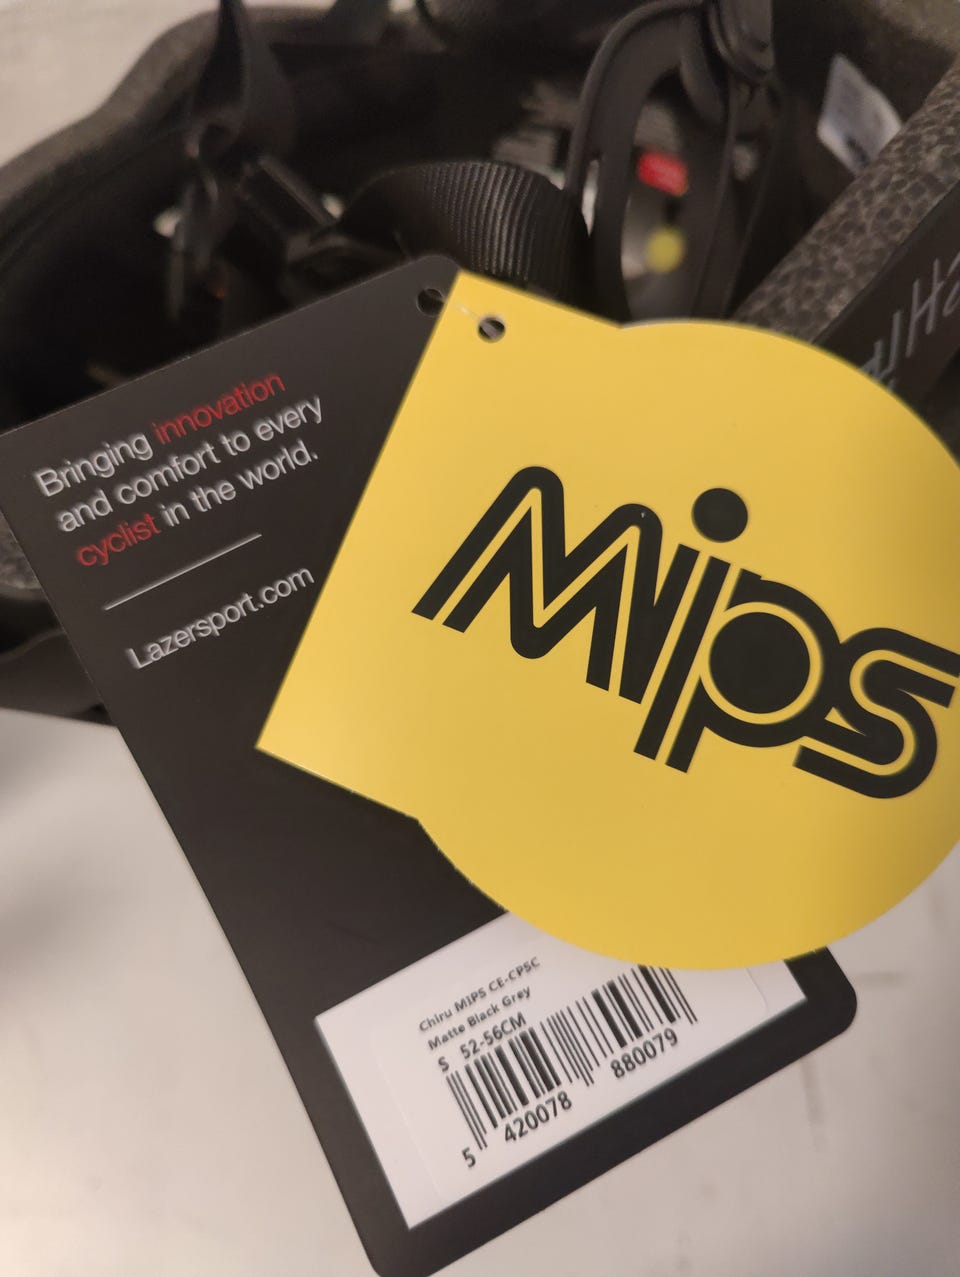 Bringing innovation
and comfort to every
cyclist in the world.
Lazersport.com
Mips
Chiru MIPS CE-CPSC
Matte Black Grey
S 52-56CM
5 420078 880079